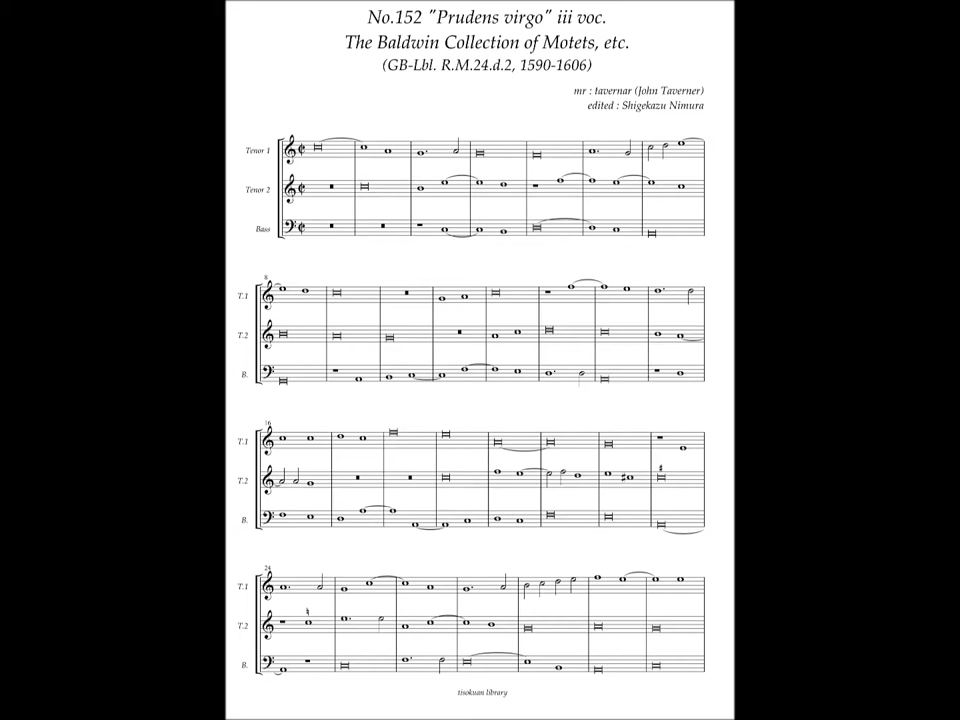 No.152 "Prudens virgo" iii voc.
The Baldwin Collection of Motets, etc.
(GB-Lbl. R.M.24.d.2, 1590-1606)
mr : tavernar (John Taverner)
edited : Shigekazu Nimura
Tenor 1
Tenor 2
Bass
8
T.1
T.2
B.
16
T.1
T.2
B.
24
T.1
T.2
B.
tisokuan library